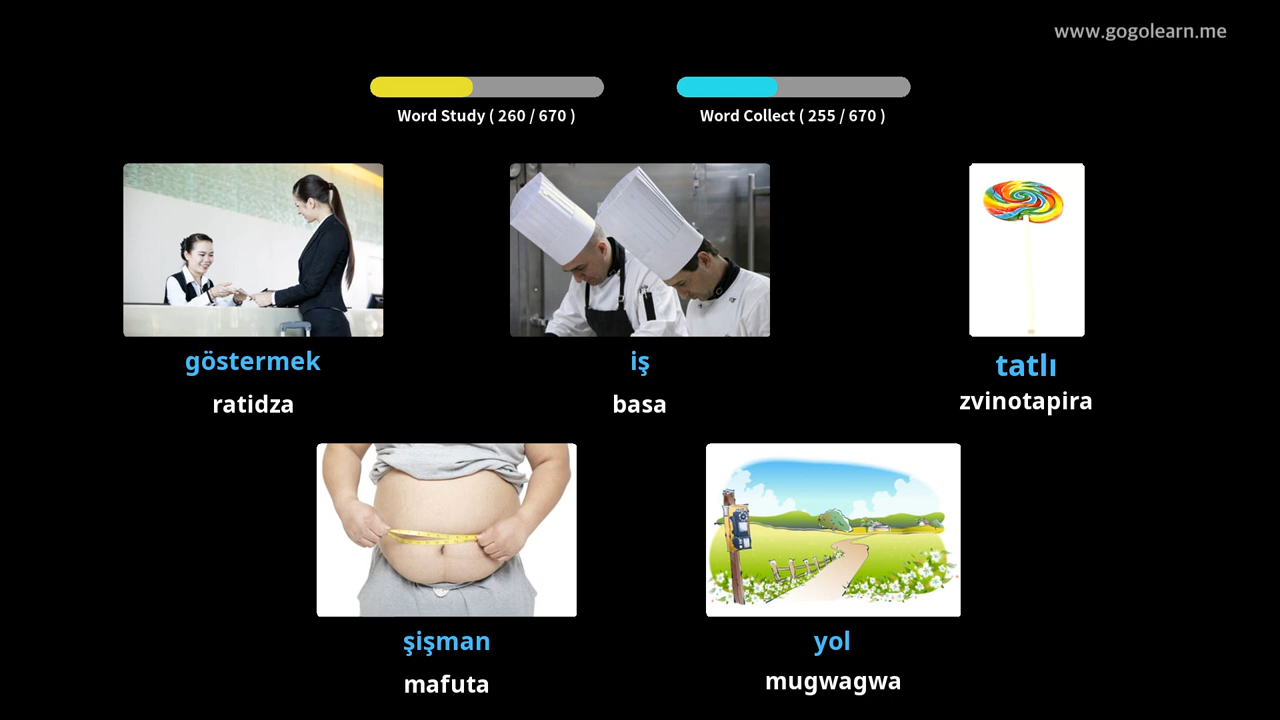 www.gogolearn.me
Word Study ( 260 / 670 )
Word Collect ( 255 / 670 )
göstermek
iş
tatlı
ratidza
basa
zvinotapira
şişman
yol
mafuta
mugwagwa